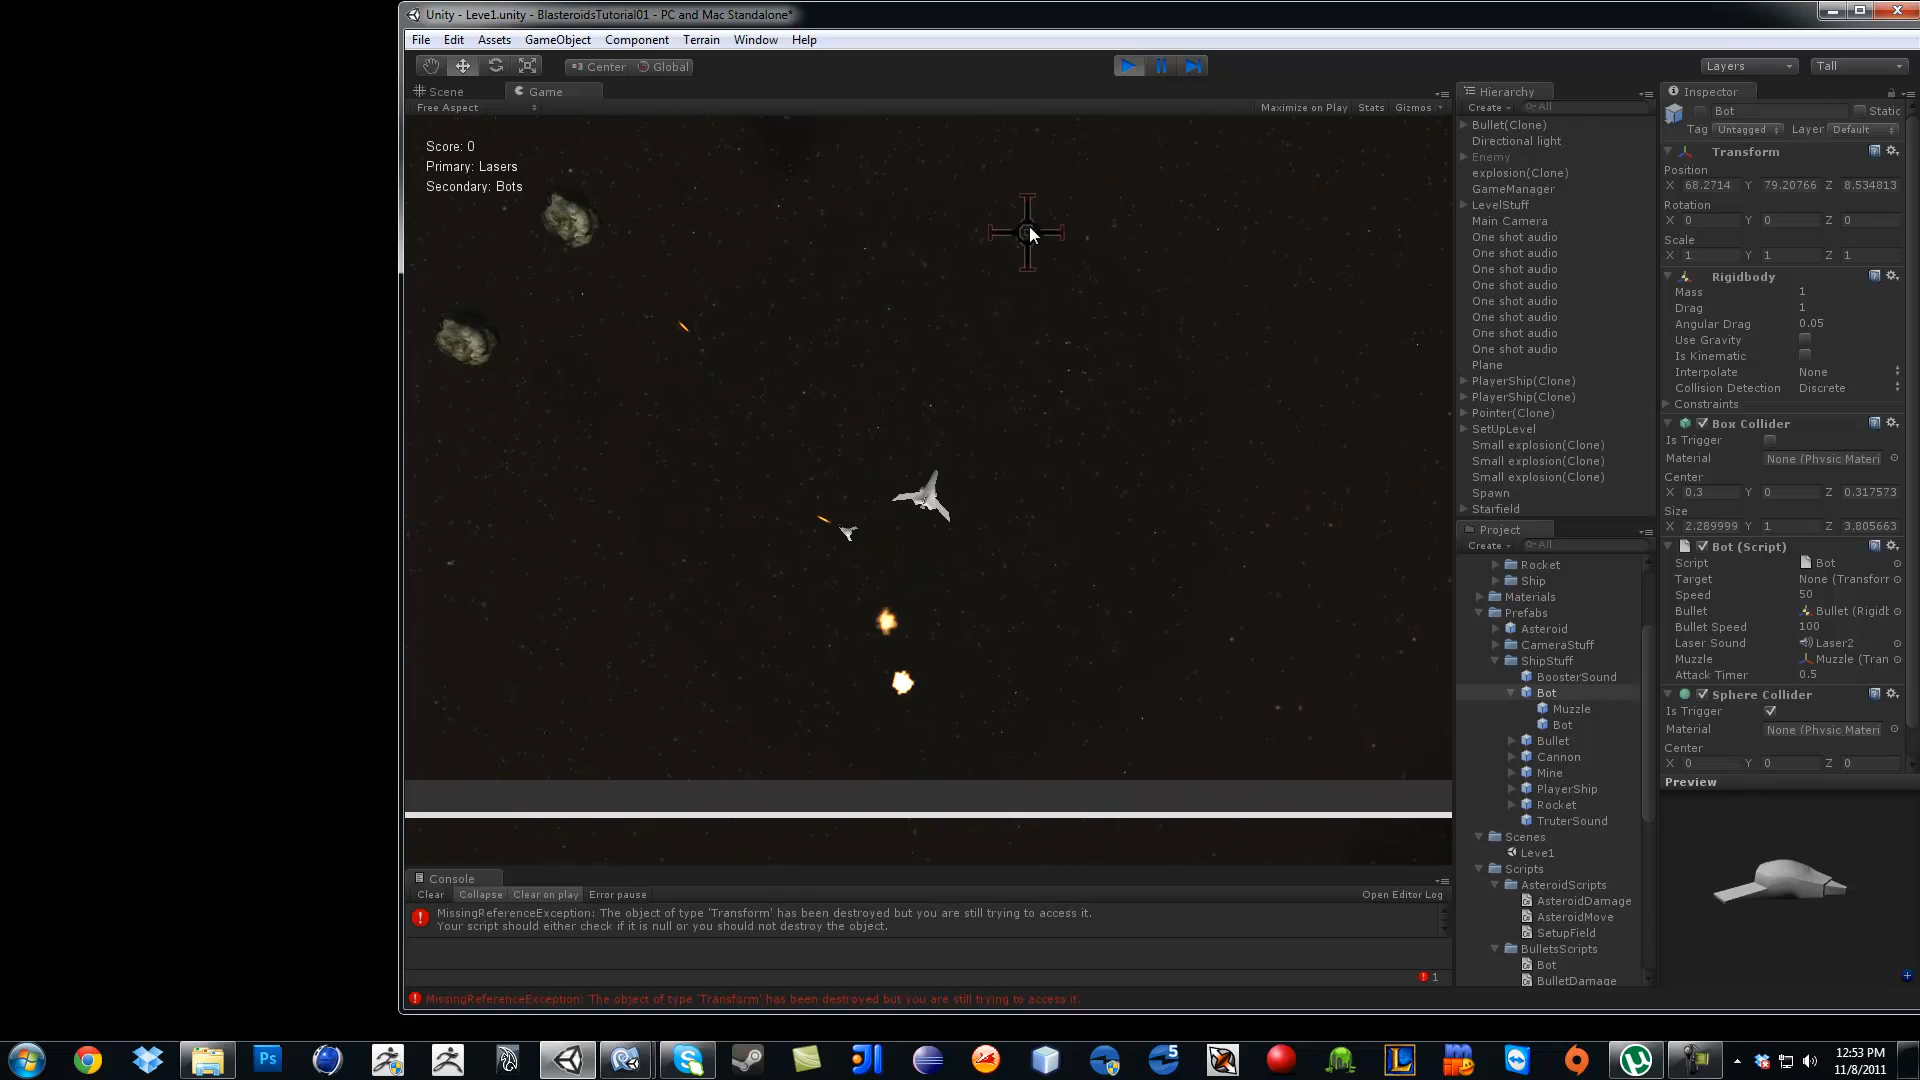 Unity - Leve1.unity - BlasteroidsTutorial01 - PC and Mac Standalone*
File Edit Assets GameObject Component Terrain Window Help
Center Global
Layers Tall
Scene Game
Free Aspect
Maximize on Play Stats Gizmos
Score: 0
Primary: Lasers
Secondary: Bots
Hierarchy
Create All
Bullet(Clone)
Directional light
Enemy
explosion(Clone)
GameManager
LevelStuff
Main Camera
One shot audio
One shot audio
One shot audio
One shot audio
One shot audio
One shot audio
One shot audio
One shot audio
Plane
PlayerShip(Clone)
PlayerShip(Clone)
Pointer(Clone)
SetUpLevel
Small explosion(Clone)
Small explosion(Clone)
Small explosion(Clone)
Spawn
Starfield
Project
Create All
Rocket
Ship
Materials
Prefabs
Asteroid
CameraStuff
ShipStuff
BoosterSound
Bot
Muzzle
Bot
Bullet
Cannon
Mine
PlayerShip
Rocket
TruterSound
Scenes
Leve1
Scripts
AsteroidScripts
AsteroidDamage
AsteroidMove
SetupField
BulletsScripts
Bot
BulletDamage
Inspector
Bot Static
Tag Untagged Layer Default
Transform
Position
X 68.2714 Y 79.20766 Z 8.534813
Rotation
X 0 Y 0 Z 0
Scale
X 1 Y 1 Z 1
Rigidbody
Mass 1
Drag 1
Angular Drag 0.05
Use Gravity
Is Kinematic
Interpolate None
Collision Detection Discrete
Constraints
Box Collider
Is Trigger
Material None (Physic Materi
Center
X 0.3 Y 0 Z 0.317573
Size
X 2.289999 Y 1 Z 3.805663
Bot (Script)
Script Bot
Target None (Transforr
Speed 50
Bullet Bullet (Rigidb
Bullet Speed 100
Laser Sound Laser2
Muzzle Muzzle (Tran
Attack Timer 0.5
Sphere Collider
Is Trigger
Material None (Physic Materi
Center
X 0 Y 0 Z 0
Preview
Console
Clear Collapse Clear on play Error pause Open Editor Log
MissingReferenceException: The object of type 'Transform' has been destroyed but you are still trying to access it.
Your script should either check if it is null or you should not destroy the object.
1
MissingReferenceException: The object of type 'Transform' has been destroyed but you are still trying to access it.
Ps
5
12:53 PM
11/8/2011